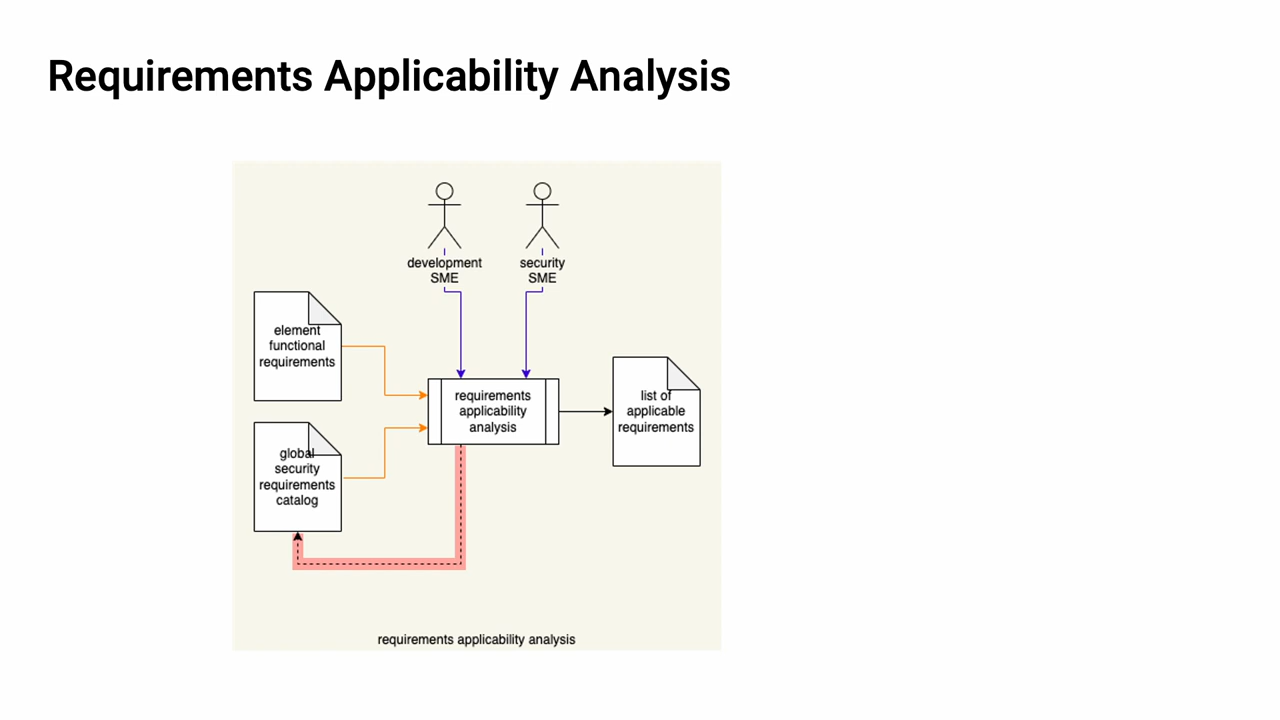 Requirements Applicability Analysis
development
SME
security
SME
element
functional
requirements
global
security
requirements
catalog
requirements
applicability
analysis
list of
applicable
requirements
requirements applicability analysis